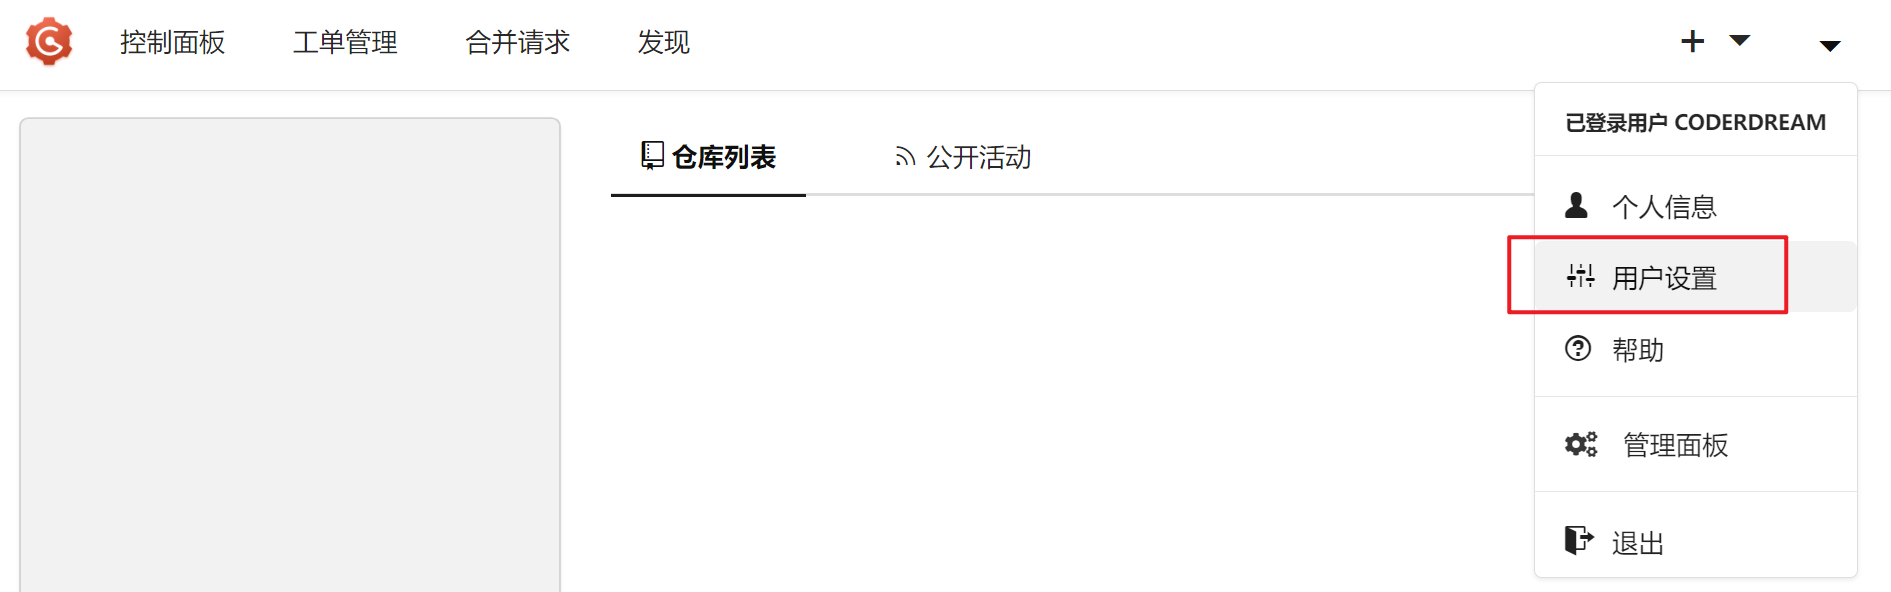 控制面板 工单管理 合并请求 发现
已登录用户 CODERDREAM
仓库列表 公开活动
个人信息
用户设置
帮助
管理面板
退出